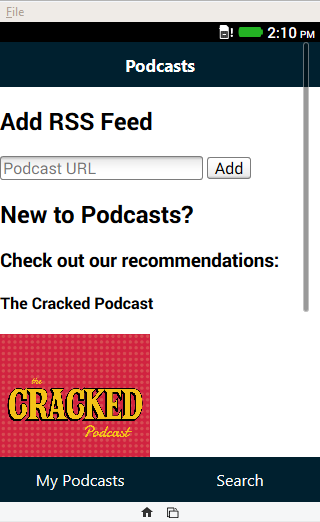 File
2:10 PM
Podcasts
Add RSS Feed
Podcast URL
Add
New to Podcasts?
Check out our recommendations:
The Cracked Podcast
the
CRACKED
Podcast
My Podcasts
Search